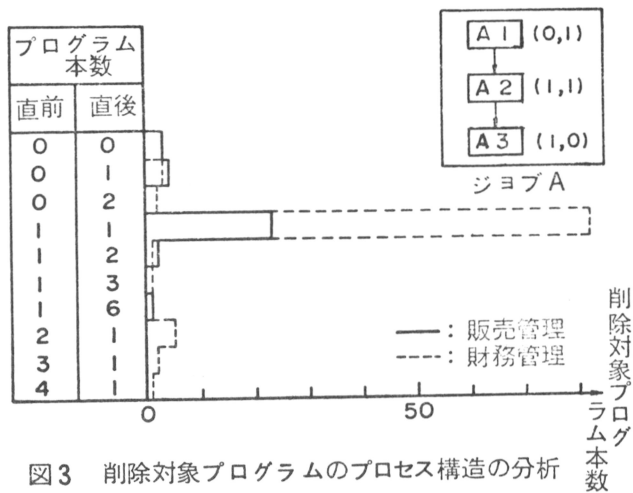 プログラム
本数
直前 直後
0 0
0 1
0 2
1 1
1 2
1 3
1 6
2 1
3 1
4 1
A1 (0,1)
A2 (1,1)
A3 (1,0)
ジョブA
——: 販売管理
-----: 財務管理
0 50
削除対象プログ
ラム本数
図3 削除対象プログラムのプロセス構造の分析